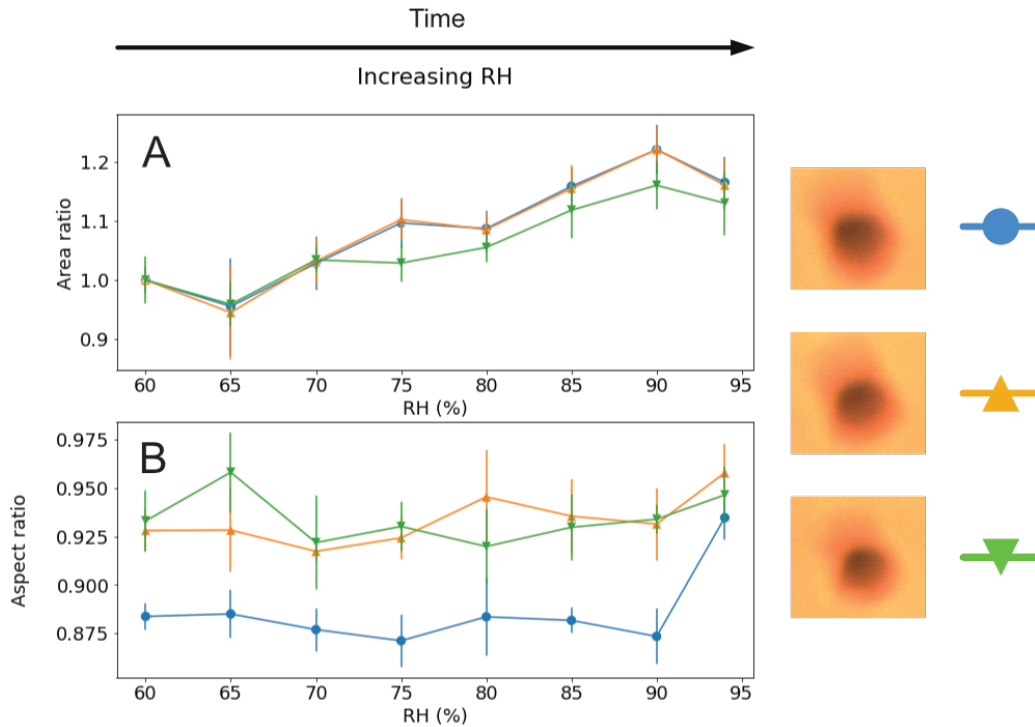 Time
Increasing RH
A
Area ratio
1.2
1.1
1.0
0.9
60 65 70 75 80 85 90 95
RH (%)
B
Aspect ratio
0.975
0.950
0.925
0.900
0.875
60 65 70 75 80 85 90 95
RH (%)